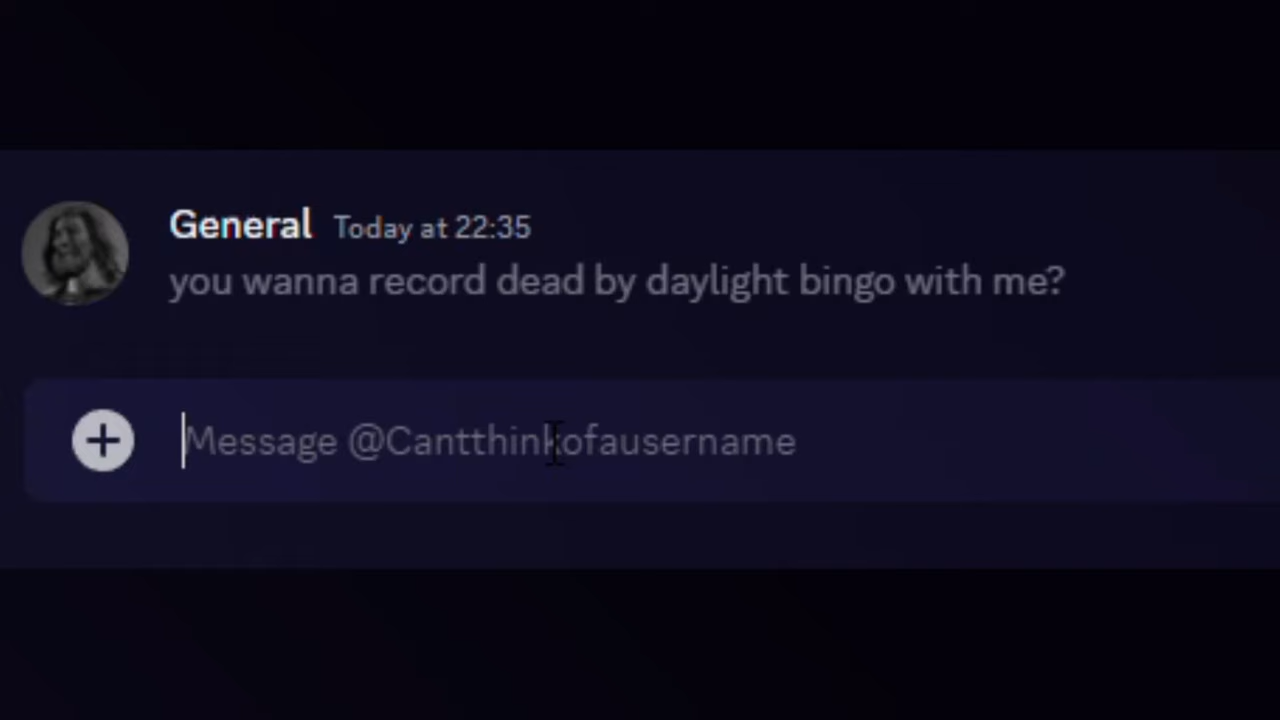 General Today at 22:35
you wanna record dead by daylight bingo with me?
Message @Cantthinkofausername